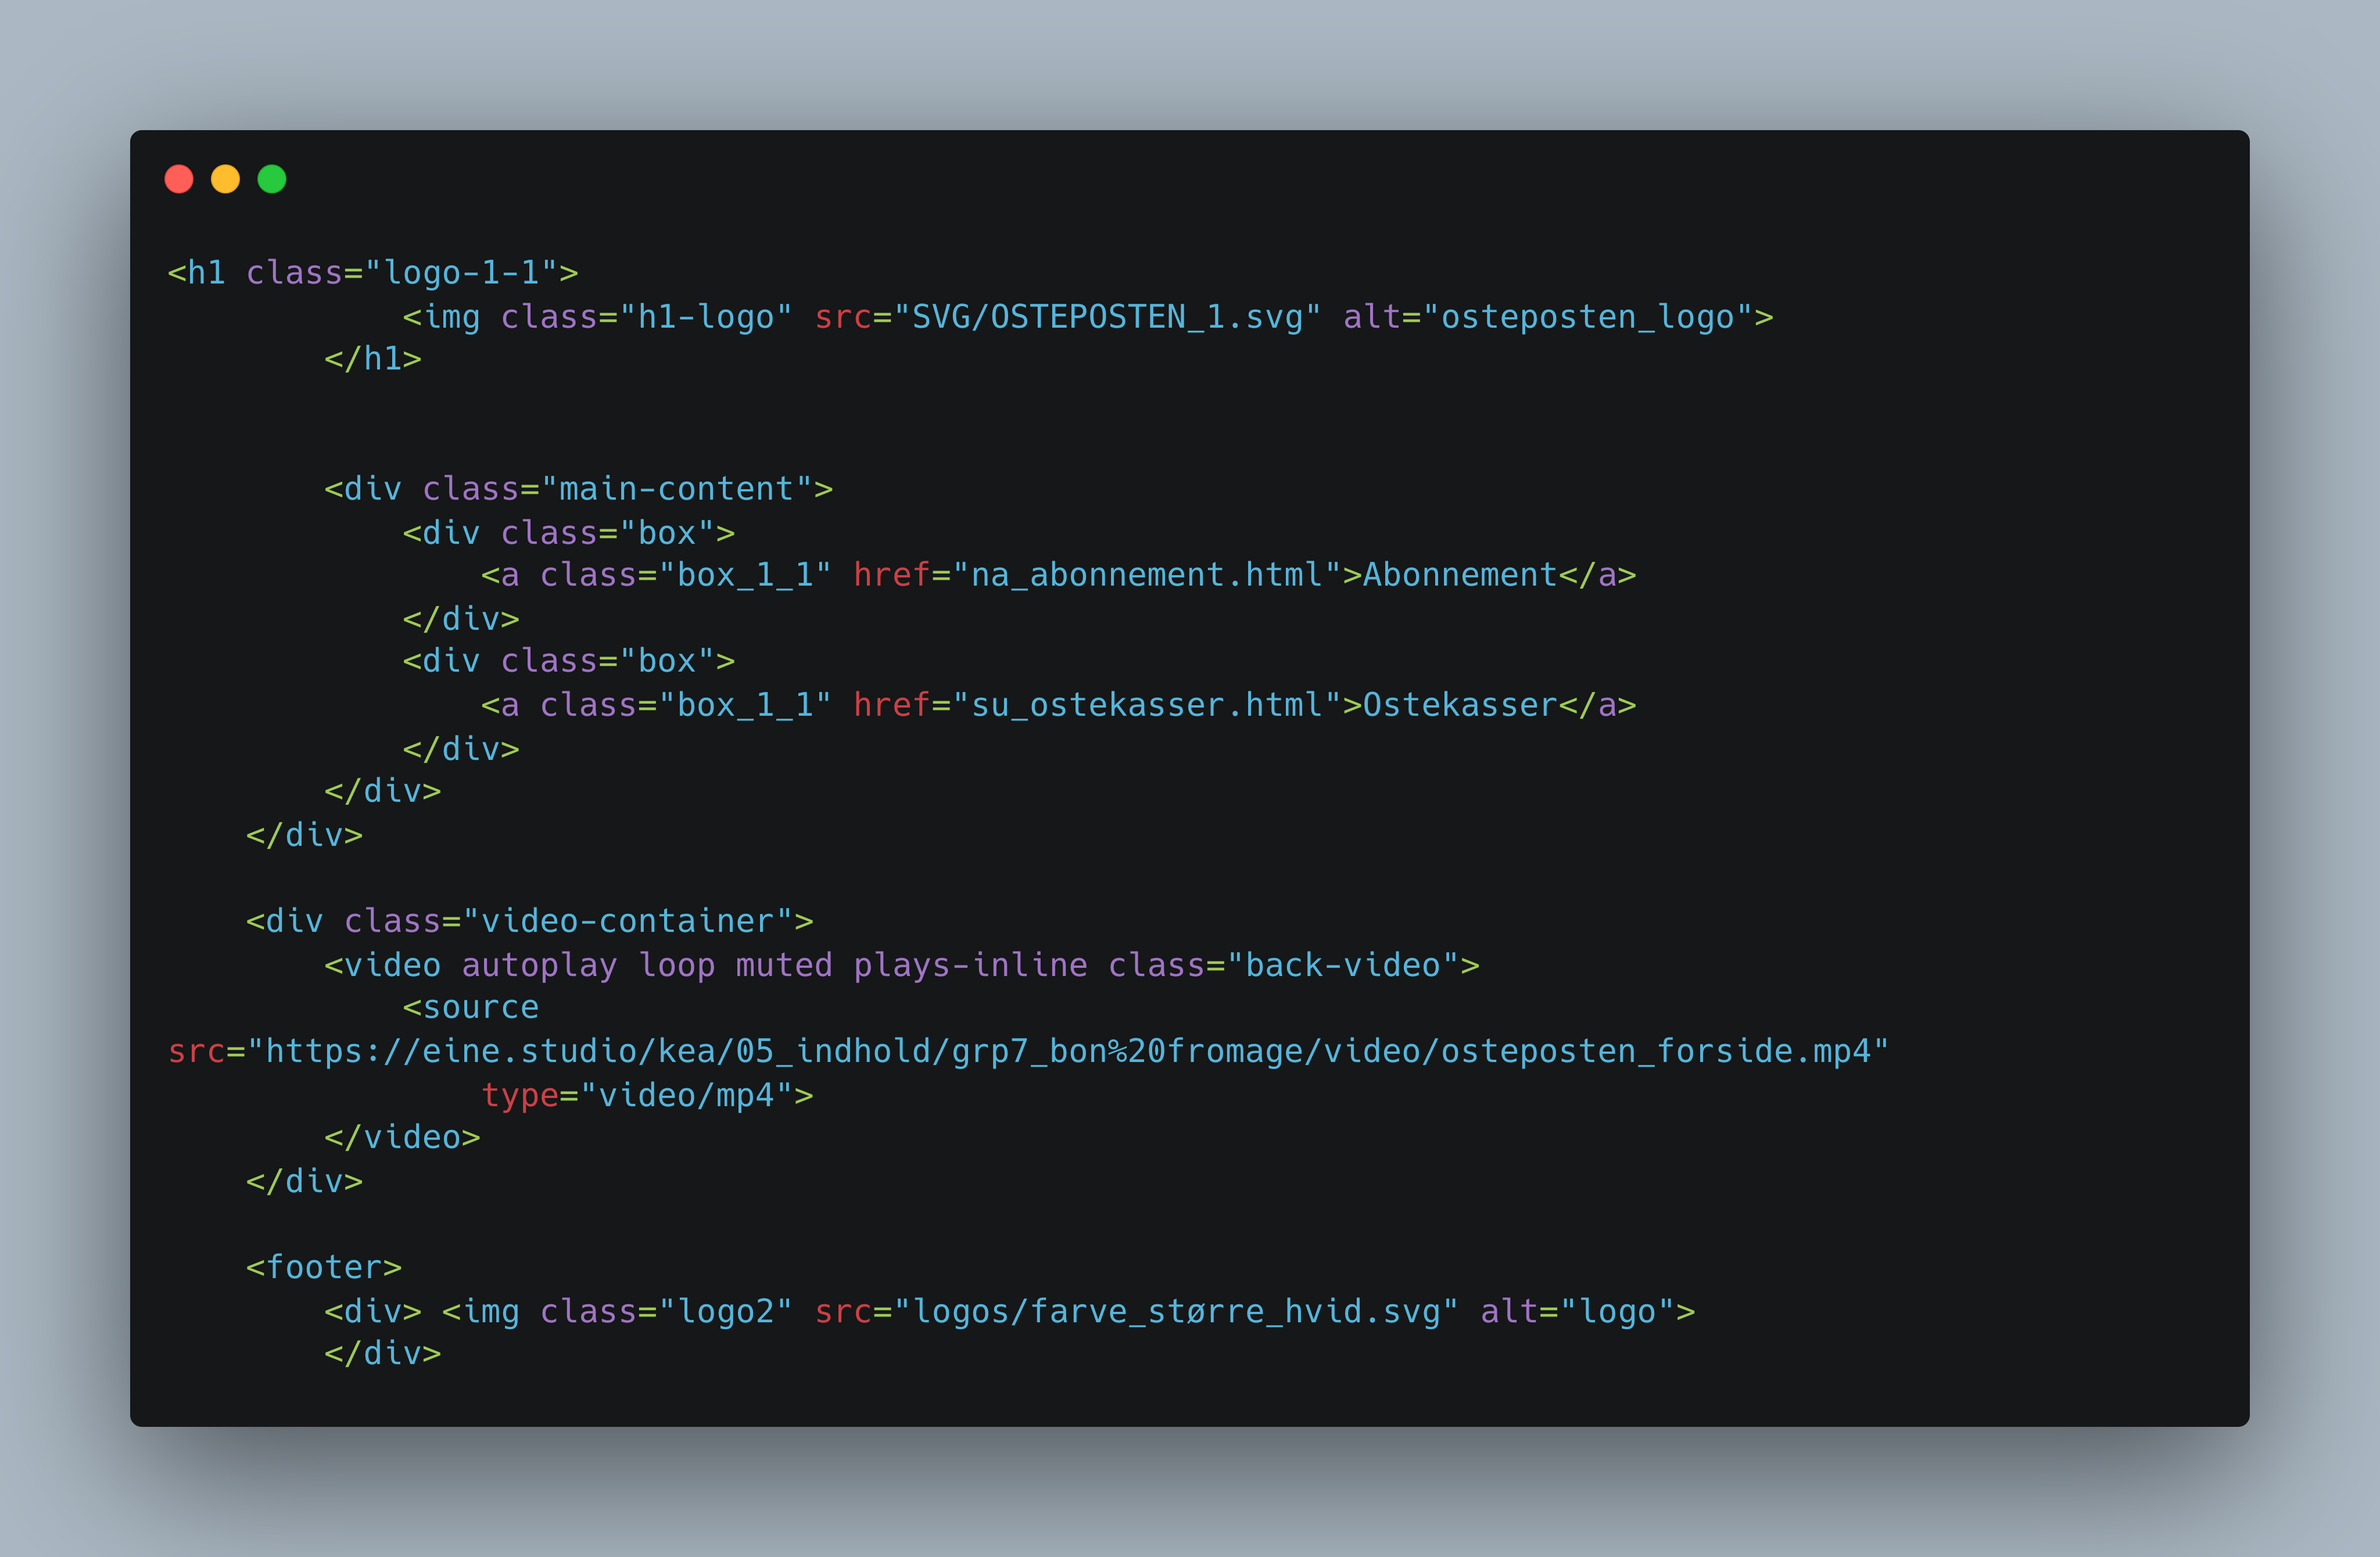 <h1 class="logo-1-1">
            <img class="h1-logo" src="SVG/OSTEPOSTEN_1.svg" alt="osteposten_logo">
        </h1>
        <div class="main-content">
            <div class="box">
                <a class="box_1_1" href="na_abonnement.html">Abonnement</a>
            </div>
            <div class="box">
                <a class="box_1_1" href="su_ostekasser.html">Ostekasser</a>
            </div>
        </div>
    </div>
    <div class="video-container">
        <video autoplay loop muted plays-inline class="back-video">
            <source
src="https://eine.studio/kea/05_indhold/grp7_bon%20fromage/video/osteposten_forside.mp4"
                type="video/mp4">
        </video>
    </div>
    <footer>
        <div> <img class="logo2" src="logos/farve_større_hvid.svg" alt="logo">
        </div>